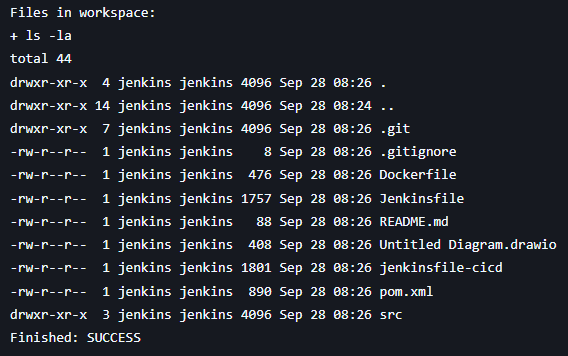 Files in workspace:
+ ls -la
total 44
drwxr-xr-x  4 jenkins jenkins 4096 Sep 28 08:26 .
drwxr-xr-x 14 jenkins jenkins 4096 Sep 28 08:24 ..
drwxr-xr-x  7 jenkins jenkins 4096 Sep 28 08:26 .git
-rw-r--r--  1 jenkins jenkins    8 Sep 28 08:26 .gitignore
-rw-r--r--  1 jenkins jenkins  476 Sep 28 08:26 Dockerfile
-rw-r--r--  1 jenkins jenkins 1757 Sep 28 08:26 Jenkinsfile
-rw-r--r--  1 jenkins jenkins   88 Sep 28 08:26 README.md
-rw-r--r--  1 jenkins jenkins  408 Sep 28 08:26 Untitled Diagram.drawio
-rw-r--r--  1 jenkins jenkins 1801 Sep 28 08:26 jenkinsfile-cicd
-rw-r--r--  1 jenkins jenkins  890 Sep 28 08:26 pom.xml
drwxr-xr-x  3 jenkins jenkins 4096 Sep 28 08:26 src
Finished: SUCCESS